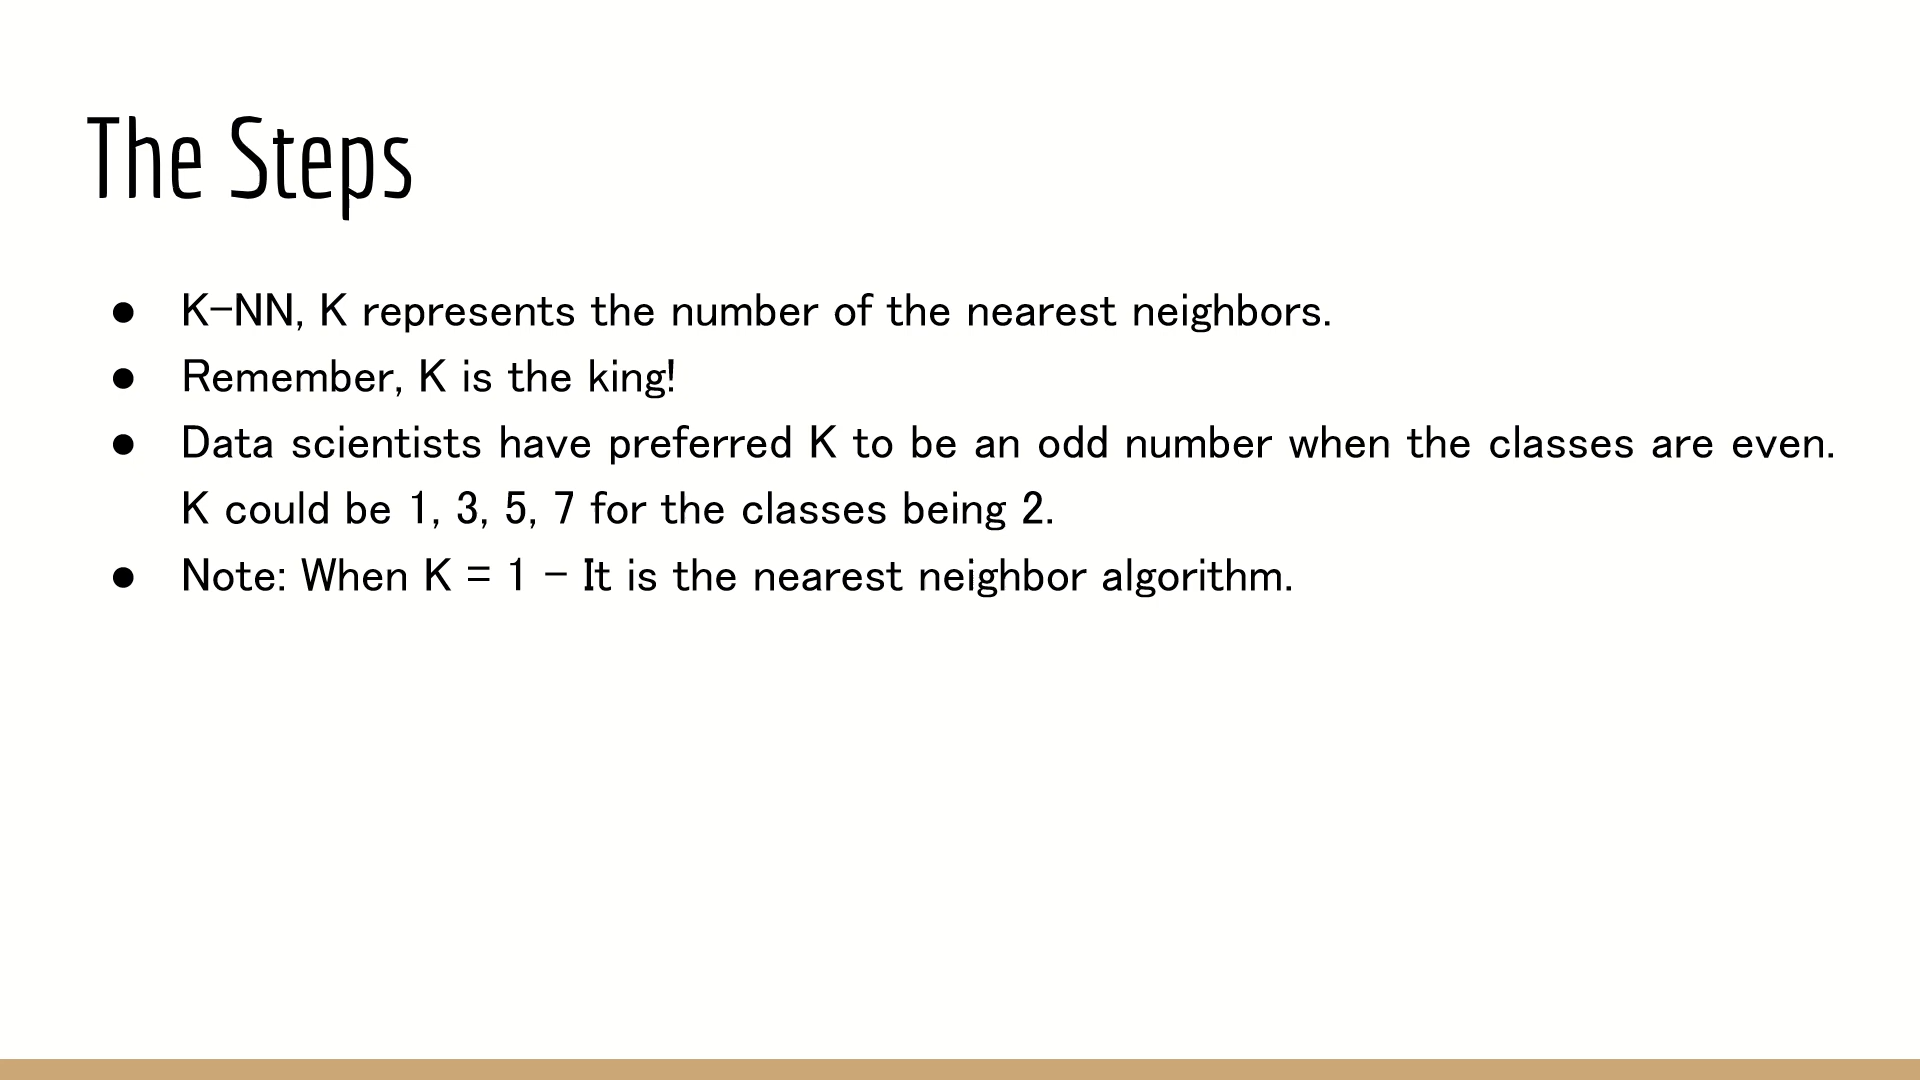 The Steps
● K-NN, K represents the number of the nearest neighbors.
● Remember, K is the king!
● Data scientists have preferred K to be an odd number when the classes are even.
K could be 1, 3, 5, 7 for the classes being 2.
● Note: When K = 1 - It is the nearest neighbor algorithm.